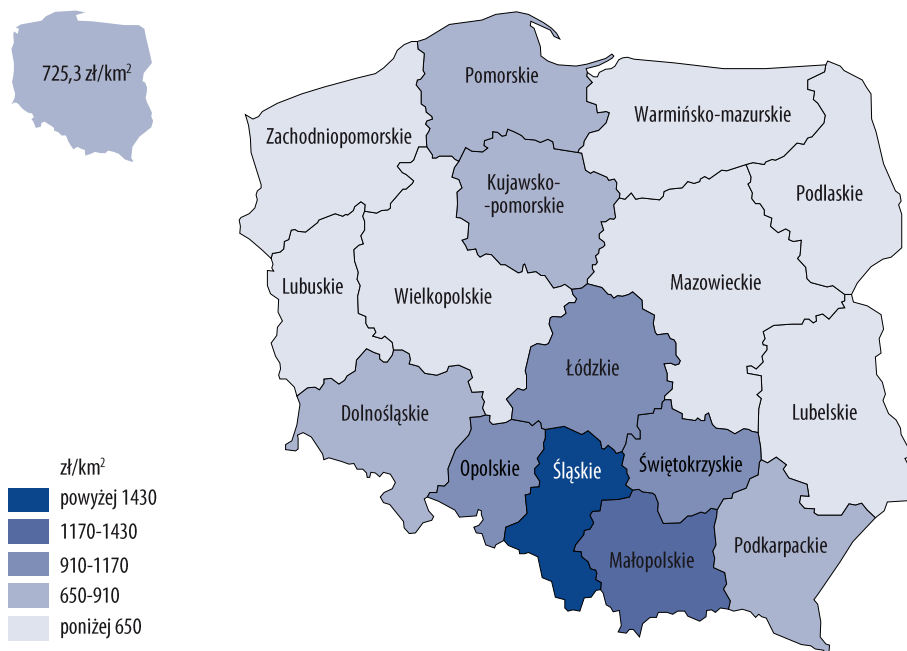 725,3 zł/km²
Pomorskie
Warmińsko-mazurskie
Zachodniopomorskie
Kujawsko-
-pomorskie
Podlaskie
Lubuskie
Wielkopolskie
Mazowieckie
Łódzkie
Dolnośląskie
Lubelskie
Opolskie
Śląskie
Świętokrzyskie
Podkarpackie
Małopolskie
zł/km²
powyżej 1430
1170-1430
910-1170
650-910
poniżej 650